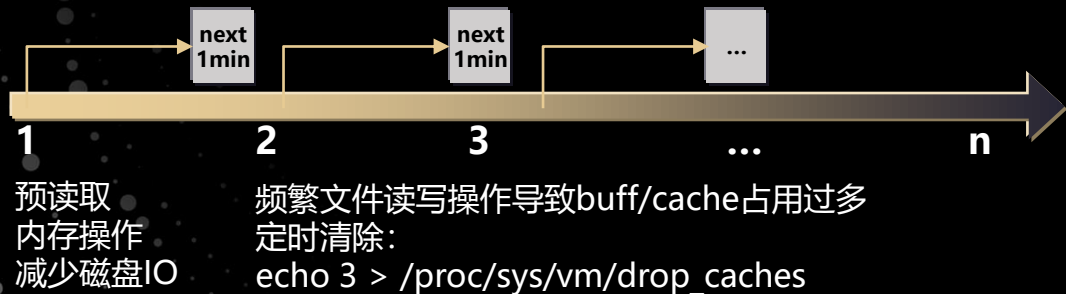 next
1min
next
1min
...
1
2
3
...
n
预读取
内存操作
减少磁盘IO
频繁文件读写操作导致buff/cache占用过多
定时清除：
echo 3 > /proc/sys/vm/drop_caches